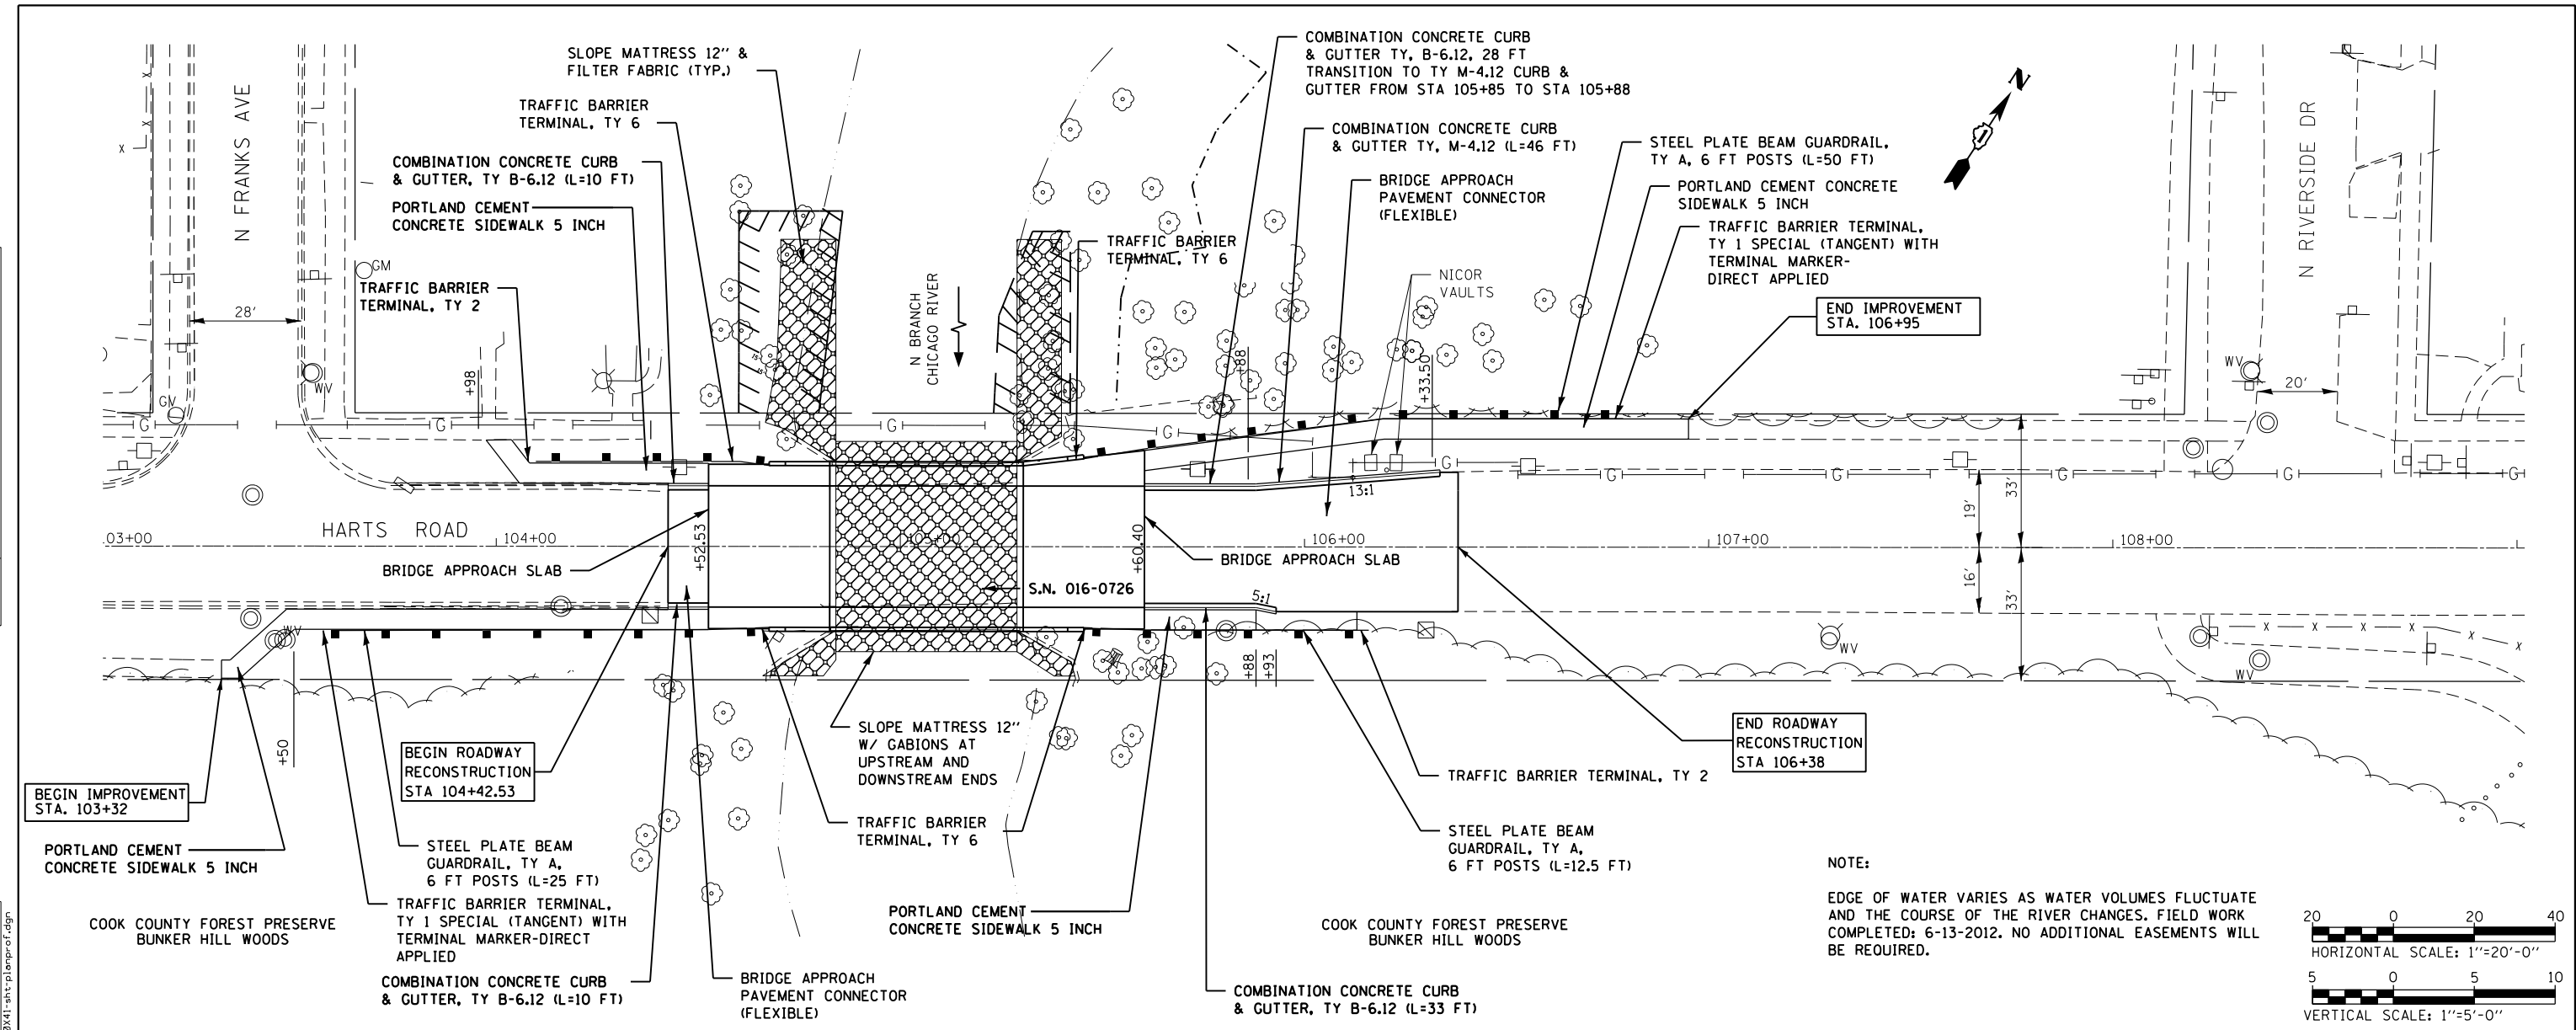 SLOPE MATTRESS 12'' &
FILTER FABRIC (TYP.)
TRAFFIC BARRIER
TERMINAL, TY 6
COMBINATION CONCRETE CURB
& GUTTER, TY B-6.12 (L=10 FT)
PORTLAND CEMENT
CONCRETE SIDEWALK 5 INCH
TRAFFIC BARRIER
TERMINAL, TY 2
N FRANKS AVE
28'
GM
GV
WV
+98
N BRANCH
CHICAGO RIVER
TRAFFIC BARRIER
TERMINAL, TY 6
COMBINATION CONCRETE CURB
& GUTTER TY, B-6.12, 28 FT
TRANSITION TO TY M-4.12 CURB &
GUTTER FROM STA 105+85 TO STA 105+88
COMBINATION CONCRETE CURB
& GUTTER TY, M-4.12 (L=46 FT)
BRIDGE APPROACH
PAVEMENT CONNECTOR
(FLEXIBLE)
NICOR
VAULTS
STEEL PLATE BEAM GUARDRAIL,
TY A, 6 FT POSTS (L=50 FT)
PORTLAND CEMENT CONCRETE
SIDEWALK 5 INCH
TRAFFIC BARRIER TERMINAL,
TY 1 SPECIAL (TANGENT) WITH
TERMINAL MARKER-
DIRECT APPLIED
END IMPROVEMENT
STA. 106+95
N
N RIVERSIDE DR
WV
20'
+88
+33.50
G G G G G G G G G G G
13:1
HARTS ROAD
03+00
104+00
105+00
106+00
107+00
108+00
+52.53
+60.40
BRIDGE APPROACH SLAB
BRIDGE APPROACH SLAB
S.N. 016-0726
5:1
19'
33'
16'
33'
WV
WV
WV
+50
+88
+93
BEGIN IMPROVEMENT
STA. 103+32
BEGIN ROADWAY
RECONSTRUCTION
STA 104+42.53
SLOPE MATTRESS 12''
W/ GABIONS AT
UPSTREAM AND
DOWNSTREAM ENDS
TRAFFIC BARRIER
TERMINAL, TY 6
END ROADWAY
RECONSTRUCTION
STA 106+38
TRAFFIC BARRIER TERMINAL, TY 2
STEEL PLATE BEAM
GUARDRAIL, TY A,
6 FT POSTS (L=12.5 FT)
PORTLAND CEMENT
CONCRETE SIDEWALK 5 INCH
STEEL PLATE BEAM
GUARDRAIL, TY A,
6 FT POSTS (L=25 FT)
TRAFFIC BARRIER TERMINAL,
TY 1 SPECIAL (TANGENT) WITH
TERMINAL MARKER-DIRECT
APPLIED
COOK COUNTY FOREST PRESERVE
BUNKER HILL WOODS
COMBINATION CONCRETE CURB
& GUTTER, TY B-6.12 (L=10 FT)
BRIDGE APPROACH
PAVEMENT CONNECTOR
(FLEXIBLE)
PORTLAND CEMENT
CONCRETE SIDEWALK 5 INCH
COMBINATION CONCRETE CURB
& GUTTER, TY B-6.12 (L=33 FT)
COOK COUNTY FOREST PRESERVE
BUNKER HILL WOODS
NOTE:
EDGE OF WATER VARIES AS WATER VOLUMES FLUCTUATE
AND THE COURSE OF THE RIVER CHANGES. FIELD WORK
COMPLETED: 6-13-2012. NO ADDITIONAL EASEMENTS WILL
BE REQUIRED.
20 0 20 40
HORIZONTAL SCALE: 1''=20'-0''
5 0 5 10
VERTICAL SCALE: 1''=5'-0''